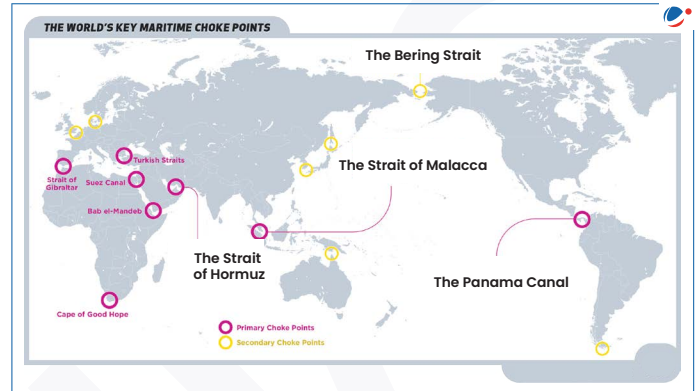 THE WORLD'S KEY MARITIME CHOKE POINTS
The Bering Strait
Turkish Straits
The Strait of Malacca
Strait of
Gibraltar
Suez Canal
Bab el-Mandeb
The Strait
of Hormuz
The Panama Canal
Cape of Good Hope
Primary Choke Points
Secondary Choke Points